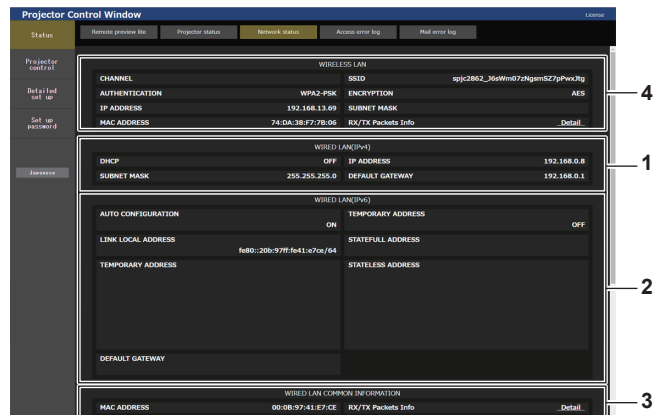 Projector Control Window
License
Status
Remote preview lite Projector status Network status Access error log Mail error log
Projector control
Detailed set up
Set up password
Japanese
WIRELESS LAN
CHANNEL SSID spjc2862_J6sWm07zNgsmSZ7pPwxJtg
AUTHENTICATION WPA2-PSK ENCRYPTION AES
IP ADDRESS 192.168.13.69 SUBNET MASK
MAC ADDRESS 74:DA:38:F7:7B:06 RX/TX Packets Info Detail
4
WIRED LAN(IPv4)
DHCP OFF IP ADDRESS 192.168.0.8
SUBNET MASK 255.255.255.0 DEFAULT GATEWAY 192.168.0.1
1
WIRED LAN(IPv6)
AUTO CONFIGURATION ON TEMPORARY ADDRESS OFF
LINK LOCAL ADDRESS fe80::20b:97ff:fe41:e7ce/64 STATEFULL ADDRESS
TEMPORARY ADDRESS STATELESS ADDRESS
2
DEFAULT GATEWAY
WIRED LAN COMMON INFORMATION
MAC ADDRESS 00:0B:97:41:E7:CE RX/TX Packets Info Detail
3